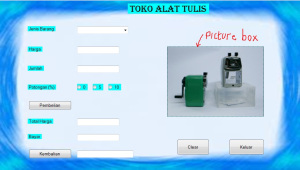 TOKO ALAT TULIS
Jenis Barang
Picture box
Harga
Jumlah
Potongan (%)
5
10
Pembelian
Total Harga
Bayar
Kembalian
Clear
Keluar